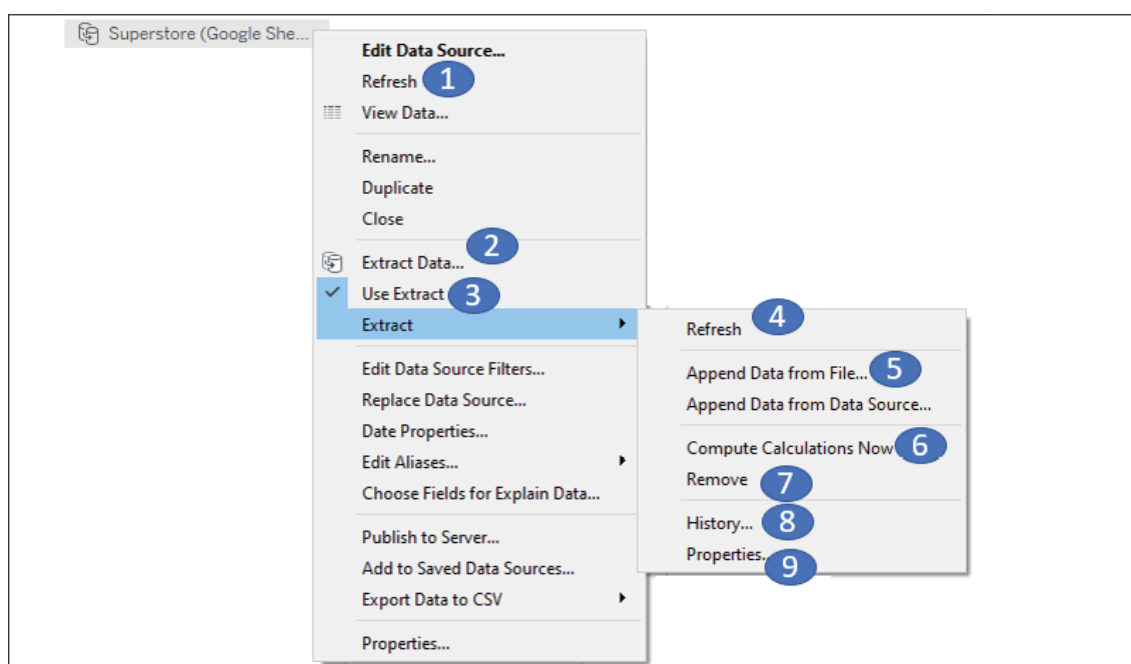 Superstore (Google She...
Edit Data Source...
Refresh 1
View Data...
Rename...
Duplicate
Close
2
Extract Data...
Use Extract 3
Extract
Edit Data Source Filters...
Replace Data Source...
Date Properties...
Edit Aliases...
Choose Fields for Explain Data...
Publish to Server...
Add to Saved Data Sources...
Export Data to CSV
Properties...
Refresh 4
Append Data from File... 5
Append Data from Data Source...
Compute Calculations Now 6
Remove 7
History... 8
Properties.. 9